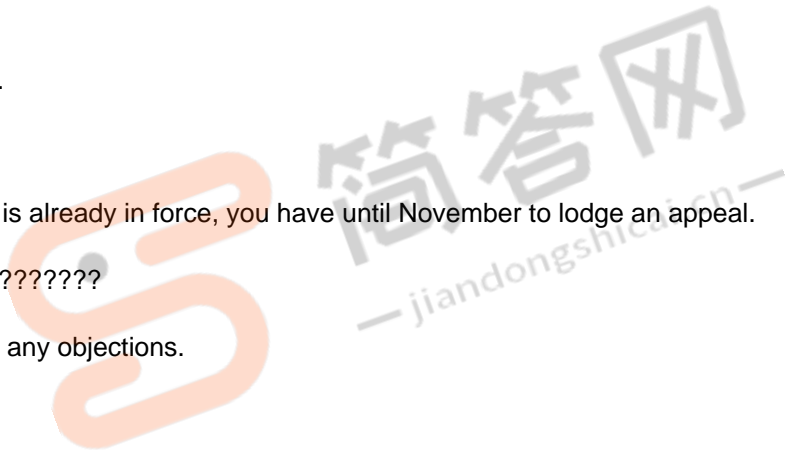 .
is already in force, you have until November to lodge an appeal.
???????
any objections.
简答网
— jiandongshicai.cn —